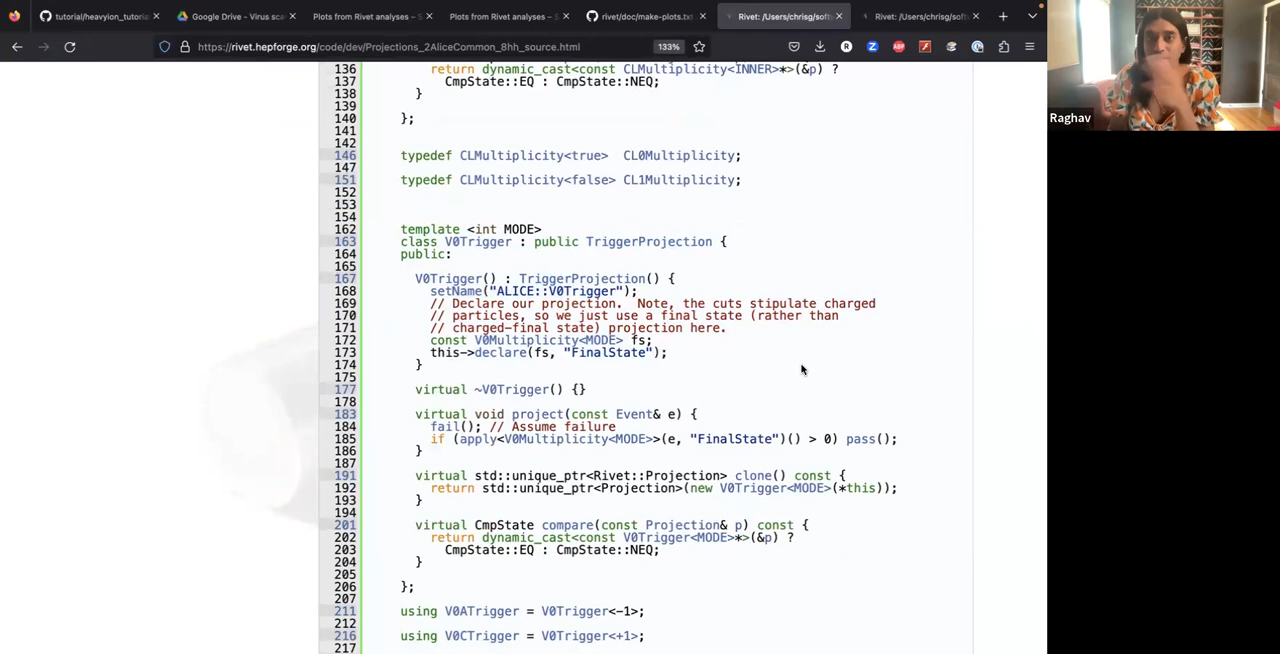 tutorial/heavyion_tutoria
Google Drive - Virus sca
Plots from Rivet analyses – S
Plots from Rivet analyses – S
rivet/doc/make-plots.txt
Rivet: /Users/chrisg/soft
Rivet: /Users/chrisg/soft
https://rivet.hepforge.org/code/dev/Projections_2AliceCommon_8hh_source.html
133%
Raghav
136 return dynamic_cast<const CLMultiplicity<INNER>*>(&p) ?
137 CmpState::EQ : CmpState::NEQ;
138 }
139
140 };
141
142
146 typedef CLMultiplicity<true>  CL0Multiplicity;
147
151 typedef CLMultiplicity<false> CL1Multiplicity;
152
153
154
162 template <int MODE>
163 class V0Trigger : public TriggerProjection {
164 public:
165
167 V0Trigger() : TriggerProjection() {
168 setName("ALICE::V0Trigger");
169 // Declare our projection.  Note, the cuts stipulate charged
170 // particles, so we just use a final state (rather than
171 // charged-final state) projection here.
172 const V0Multiplicity<MODE> fs;
173 this->declare(fs, "FinalState");
174 }
175
177 virtual ~V0Trigger() {}
178
183 virtual void project(const Event& e) {
184 fail(); // Assume failure
185 if (apply<V0Multiplicity<MODE>>(e, "FinalState")() > 0) pass();
186 }
187
191 virtual std::unique_ptr<Rivet::Projection> clone() const {
192 return std::unique_ptr<Projection>(new V0Trigger<MODE>(*this));
193 }
194
201 virtual CmpState compare(const Projection& p) const {
202 return dynamic_cast<const V0Trigger<MODE>*>(&p) ?
203 CmpState::EQ : CmpState::NEQ;
204 }
205
206 };
207
211 using V0ATrigger = V0Trigger<-1>;
212
216 using V0CTrigger = V0Trigger<+1>;
217